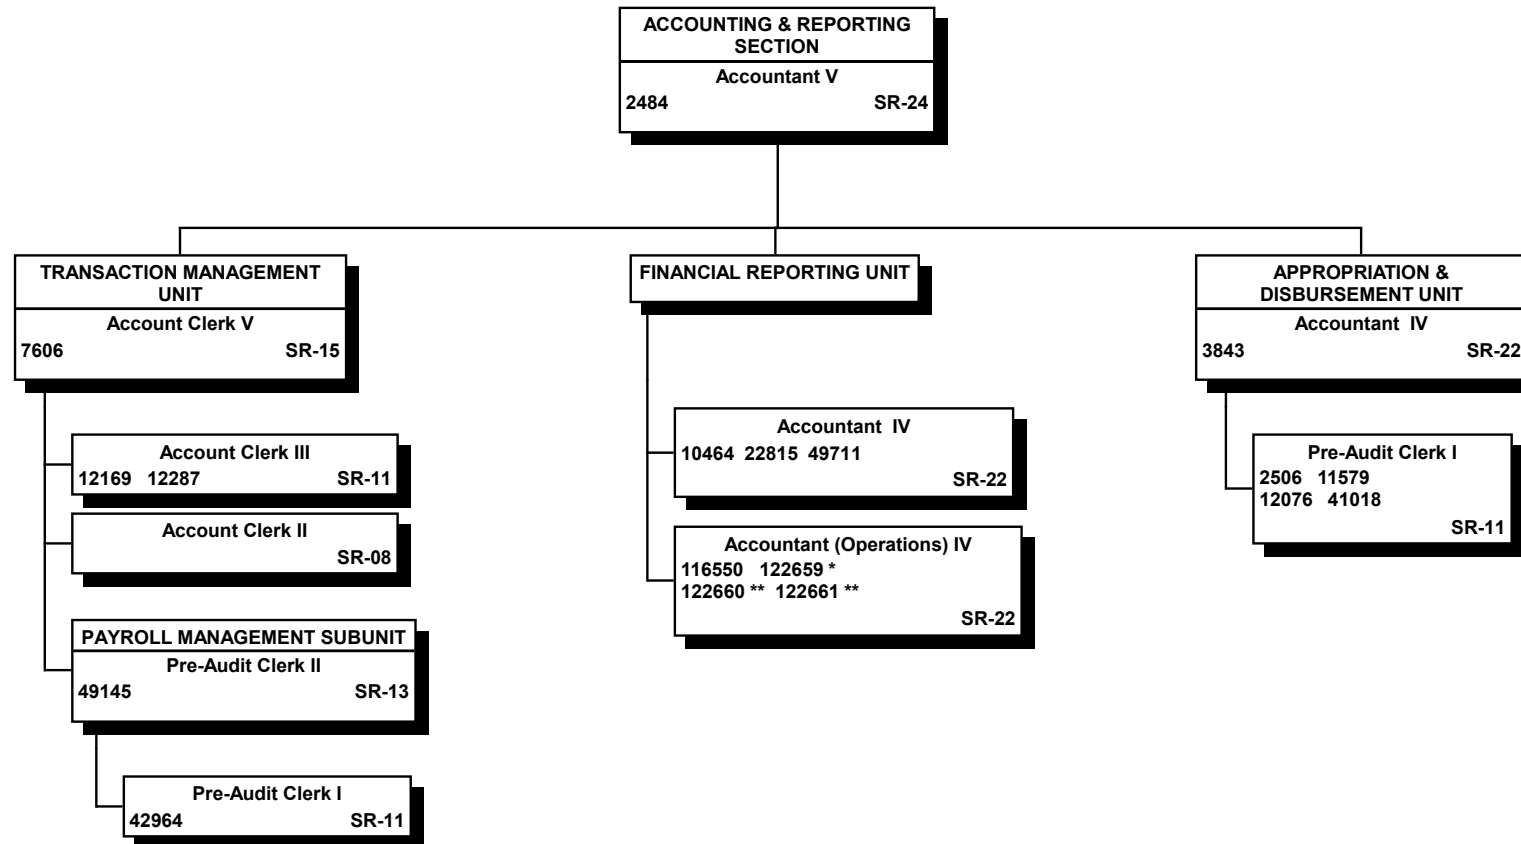 ACCOUNTING & REPORTING
SECTION
Accountant V
2484 SR-24
TRANSACTION MANAGEMENT
UNIT
Account Clerk V
7606 SR-15
Account Clerk III
12169 12287 SR-11
Account Clerk II
SR-08
PAYROLL MANAGEMENT SUBUNIT
Pre-Audit Clerk II
49145 SR-13
Pre-Audit Clerk I
42964 SR-11
FINANCIAL REPORTING UNIT
Accountant IV
10464 22815 49711
SR-22
Accountant (Operations) IV
116550 122659 *
122660 ** 122661 **
SR-22
APPROPRIATION &
DISBURSEMENT UNIT
Accountant IV
3843 SR-22
Pre-Audit Clerk I
2506 11579
12076 41018
SR-11